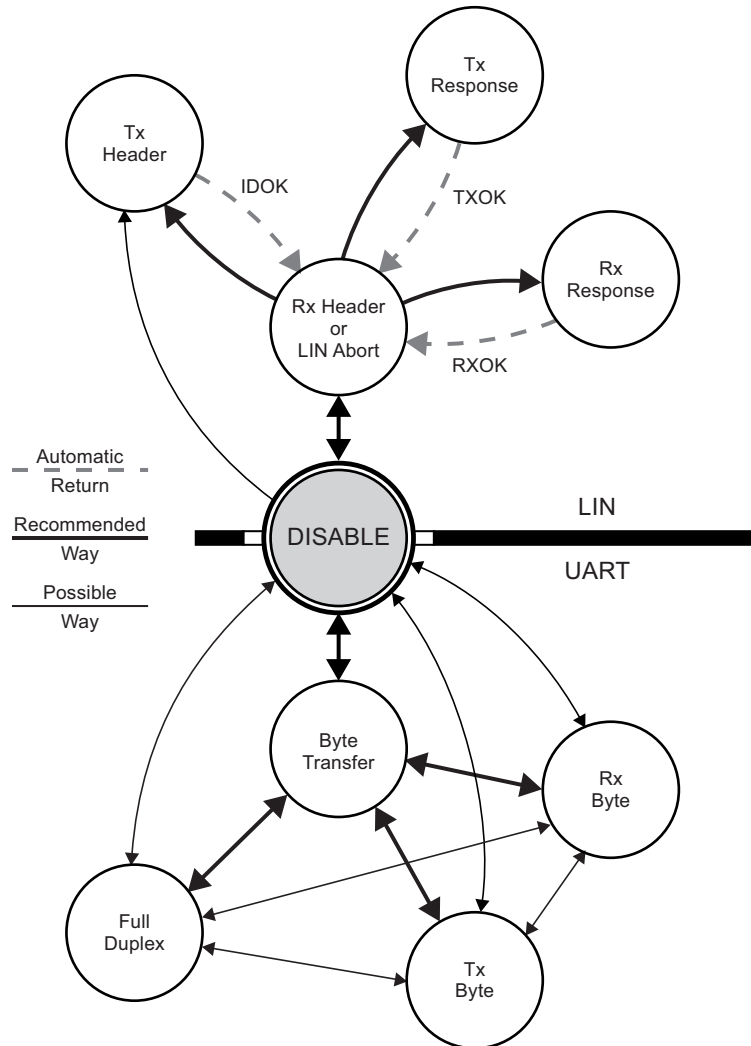 Tx
Response
Tx
Header
IDOK
TXOK
Rx
Response
Rx Header
or
LIN Abort
RXOK
Automatic
Return
Recommended
Way
Possible
Way
DISABLE
LIN
UART
Byte
Transfer
Rx
Byte
Full
Duplex
Tx
Byte